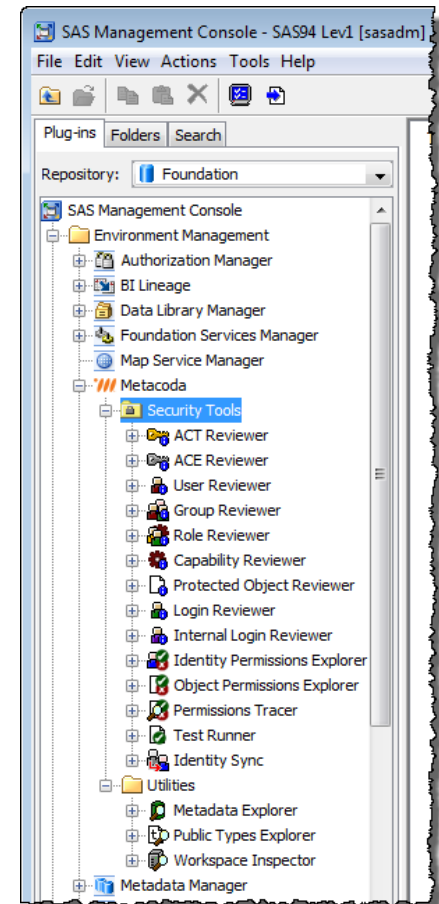 SAS Management Console - SAS94 Lev1 [sasadm]
File Edit View Actions Tools Help
Plug-ins Folders Search
Repository: Foundation
SAS Management Console
Environment Management
Authorization Manager
BI Lineage
Data Library Manager
Foundation Services Manager
Map Service Manager
Metacoda
Security Tools
ACT Reviewer
ACE Reviewer
User Reviewer
Group Reviewer
Role Reviewer
Capability Reviewer
Protected Object Reviewer
Login Reviewer
Internal Login Reviewer
Identity Permissions Explorer
Object Permissions Explorer
Permissions Tracer
Test Runner
Identity Sync
Utilities
Metadata Explorer
Public Types Explorer
Workspace Inspector
Metadata Manager